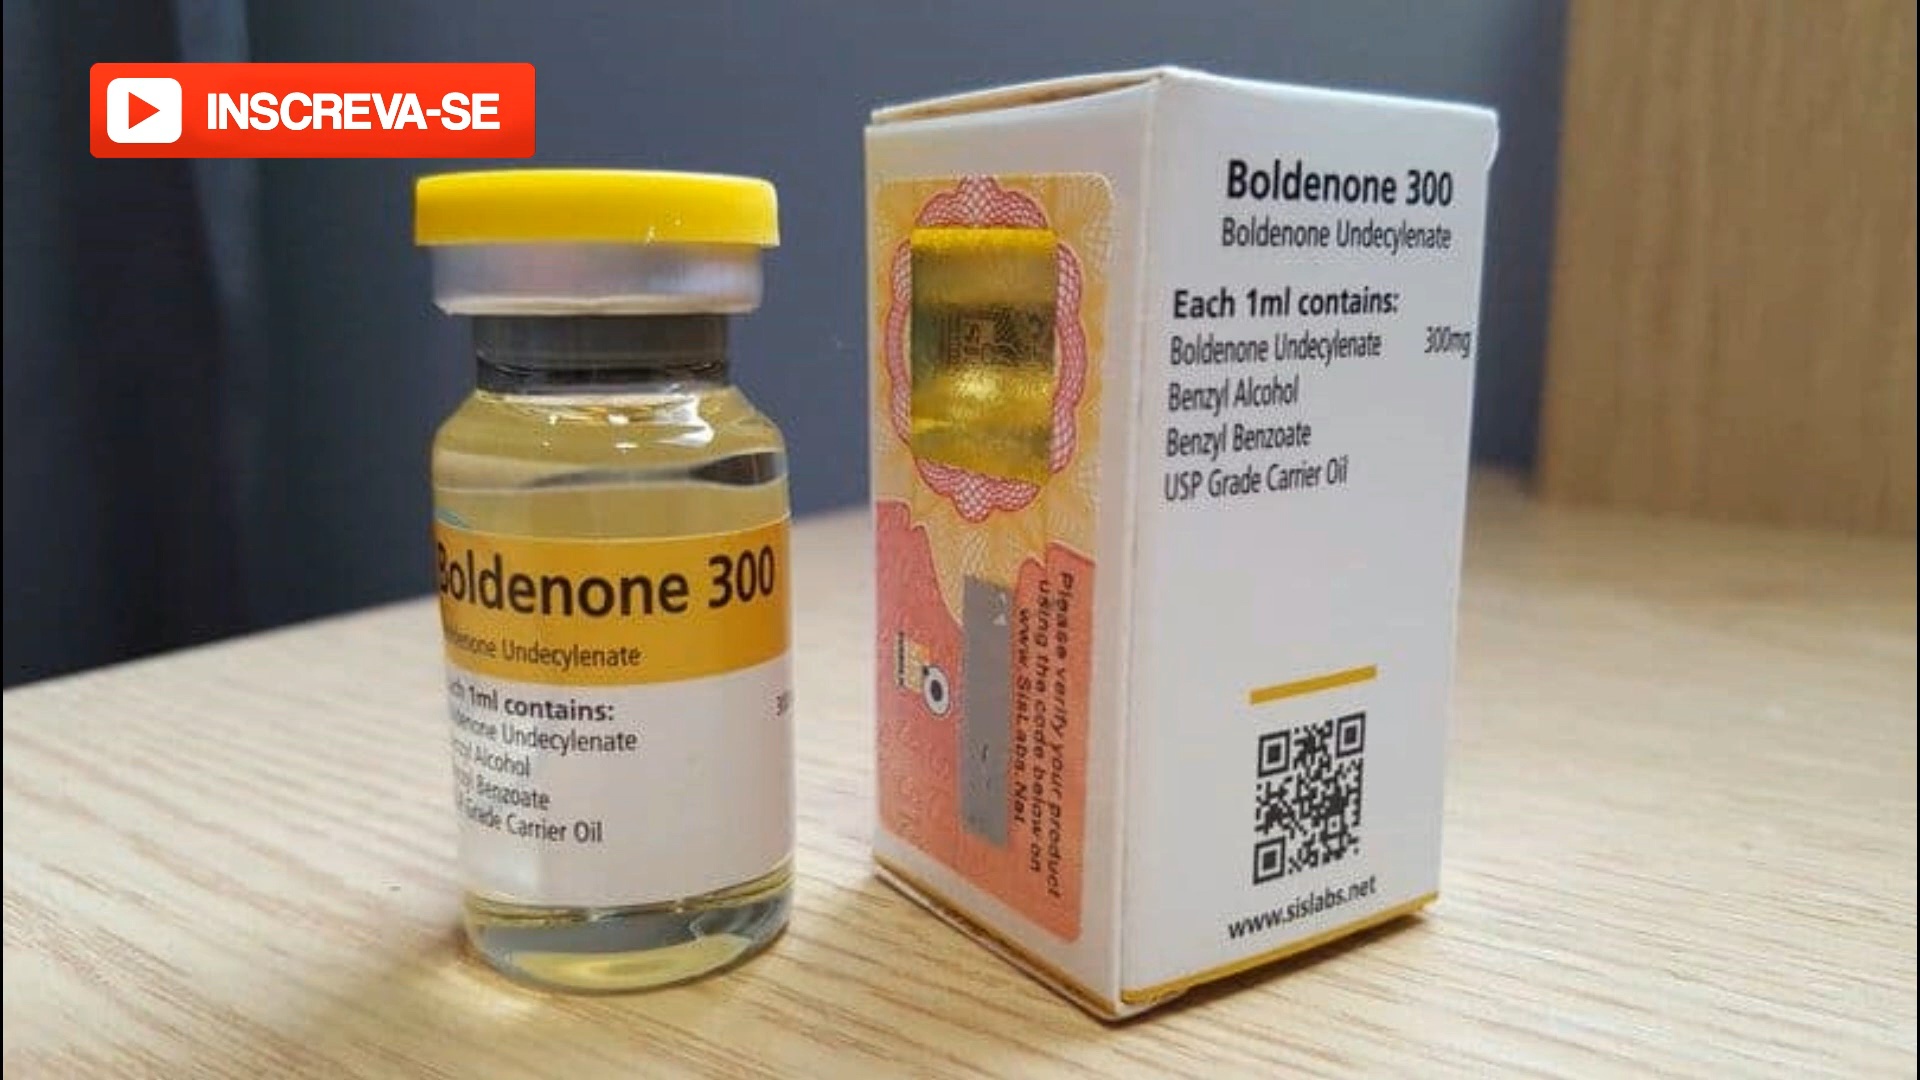 INSCREVA-SE
Boldenone 300
Undecylenate
1ml contains:
Undecylenate
Alcohol
Benzoate
Grade Carrier Oil
Please verify your product
using the code below on
www.SisLabs.Net
Boldenone 300
Boldenone Undecylenate
Each 1ml contains:
Boldenone Undecylenate 300mg
Benzyl Alcohol
Benzyl Benzoate
USP Grade Carrier Oil
www.sislabs.net